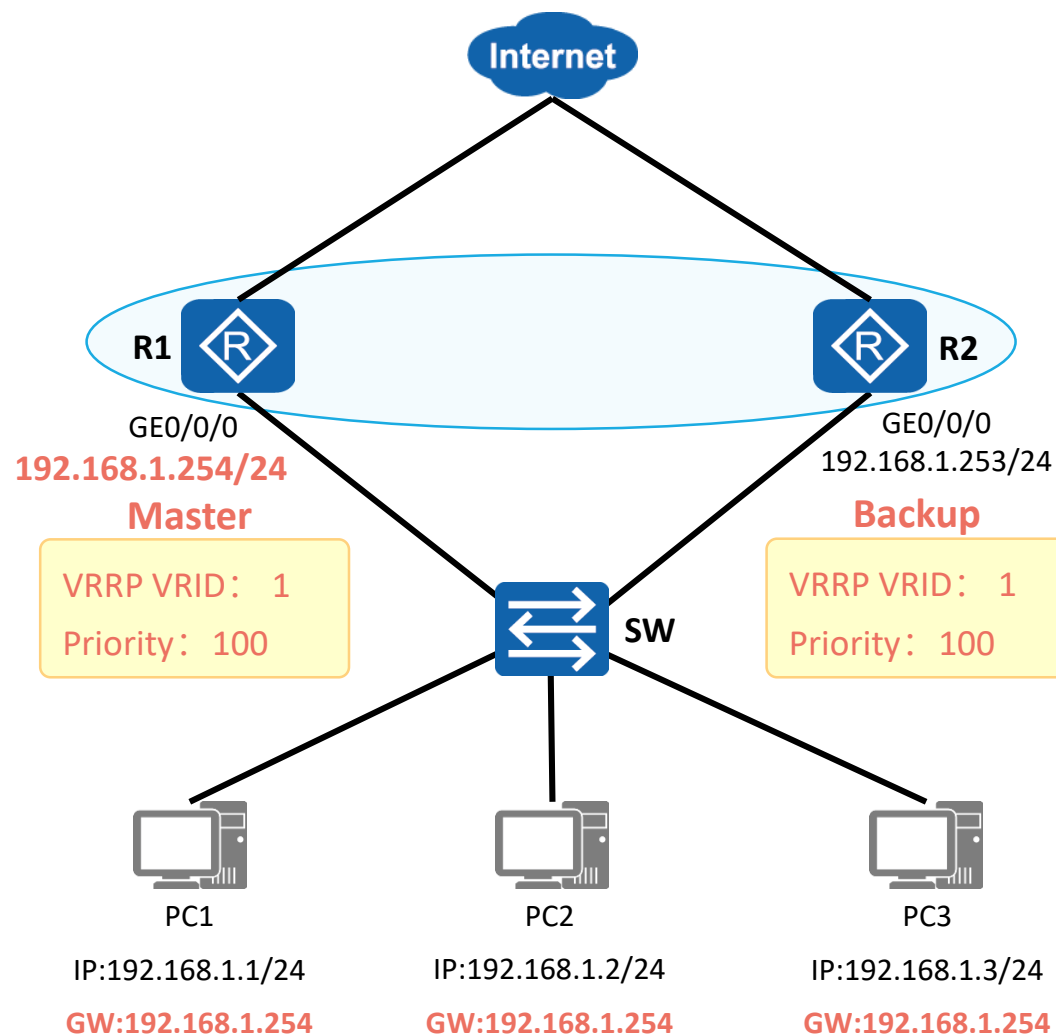 Internet
R1
R
R
R2
GE0/0/0
192.168.1.254/24
Master
GE0/0/0
192.168.1.253/24
Backup
VRRP VRID： 1
Priority：100
VRRP VRID： 1
Priority：100
SW
PC1
PC2
PC3
IP:192.168.1.1/24
IP:192.168.1.2/24
IP:192.168.1.3/24
GW:192.168.1.254
GW:192.168.1.254
GW:192.168.1.254